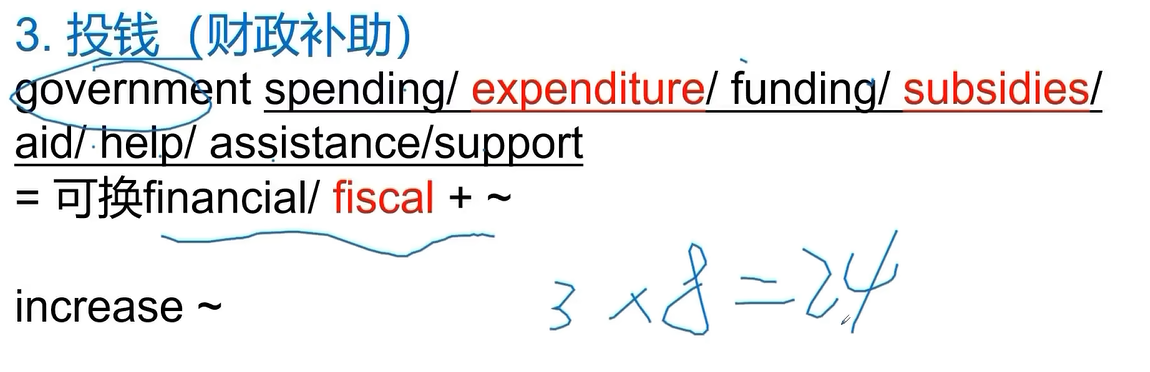 3. 投钱（财政补助）
government spending/ expenditure/ funding/ subsidies/
aid/ help/ assistance/support
= 可换financial/ fiscal + ~
increase ~
3 × 8 = 24